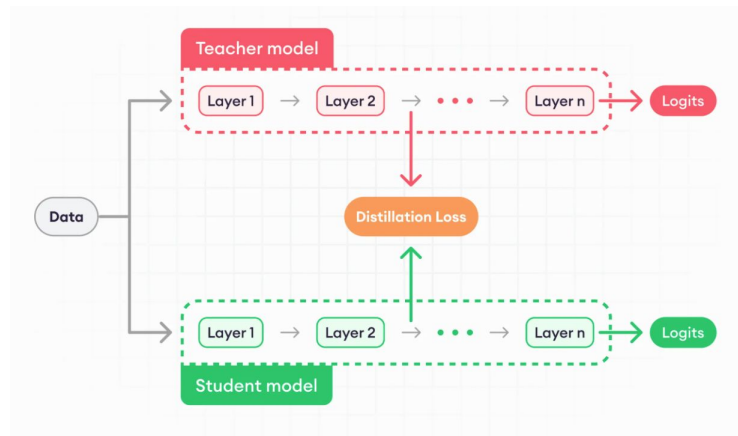 Teacher model
Layer 1 → Layer 2 → • • • → Layer n → Logits
Data
Distillation Loss
Layer 1 → Layer 2 → • • • → Layer n → Logits
Student model